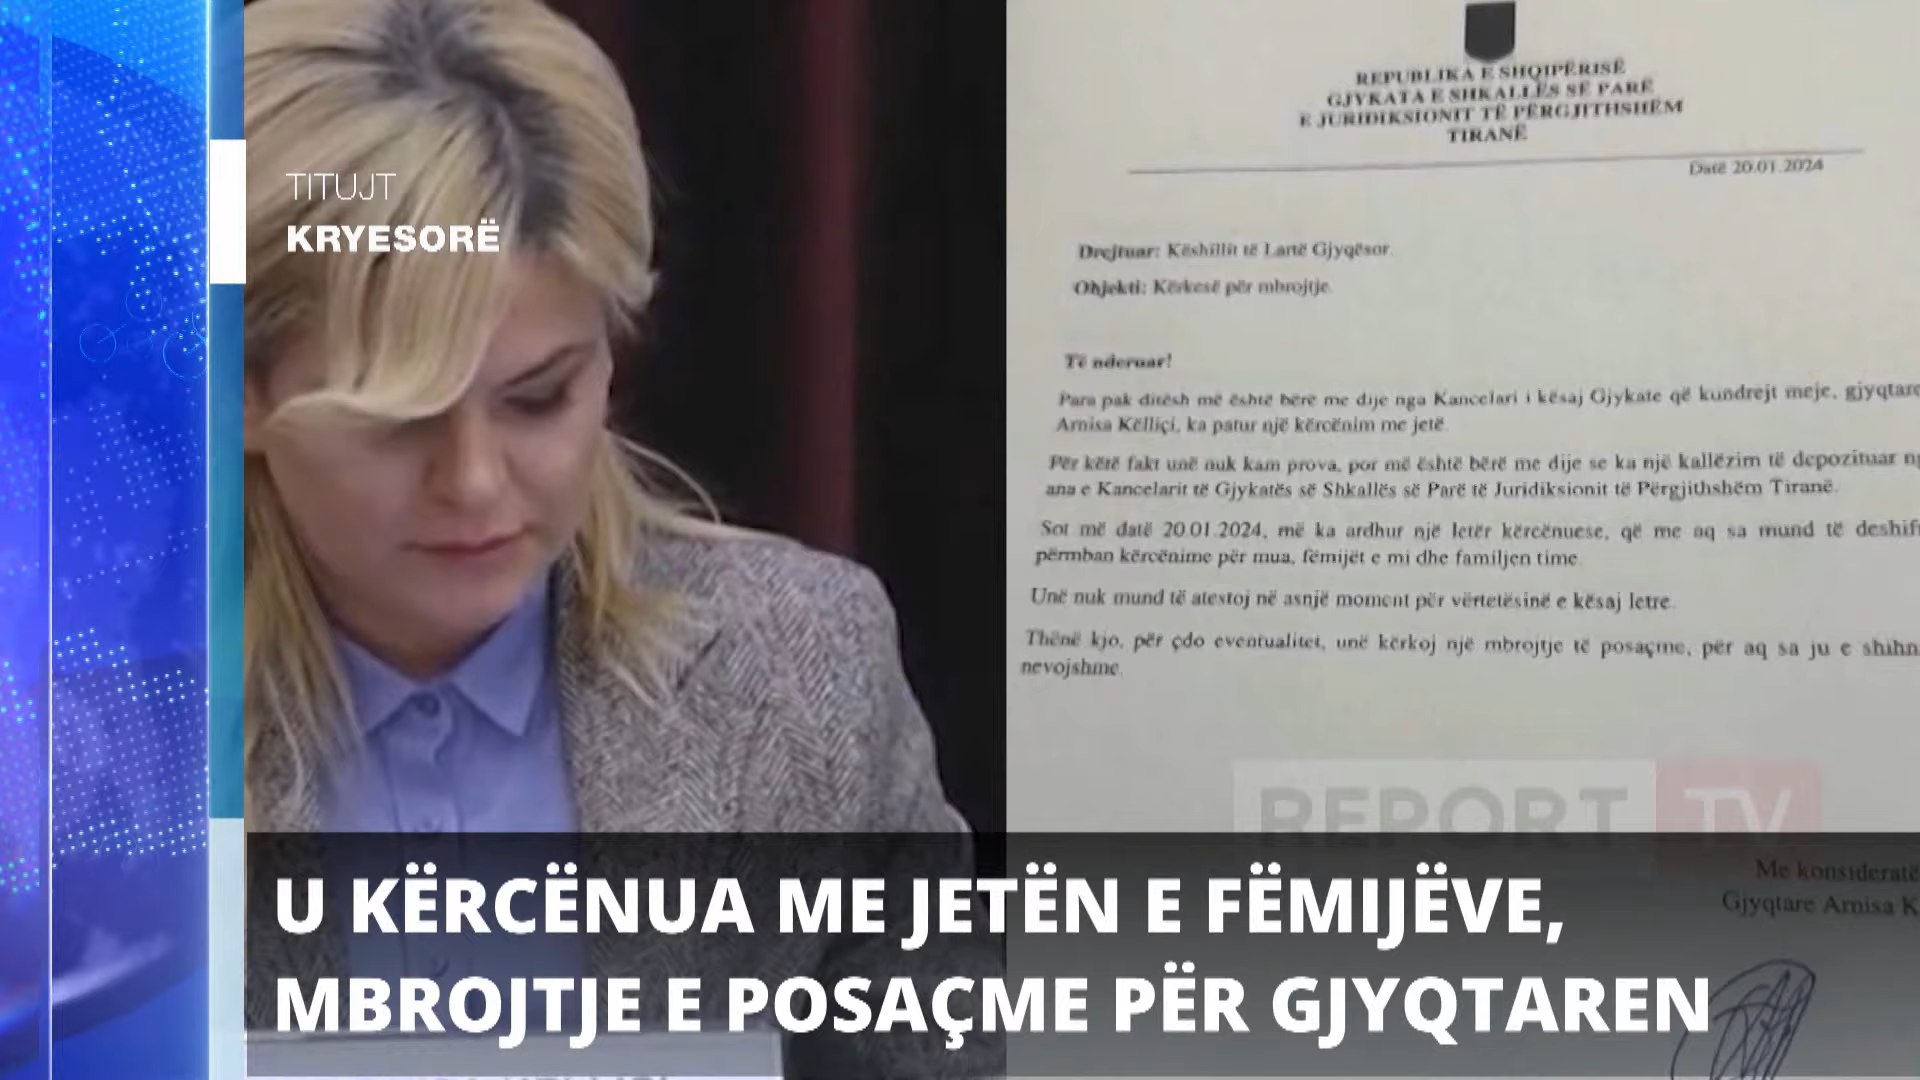 TITUJT
KRYESORË
REPUBLIKA E SHQIPËRISË
GJYKATA E SHKALLËS SË PARË
E JURIDIKSIONIT TË PËRGJITHSHËM
TIRANË
Datë 20.01.2024
Drejtuar: Këshillit të Lartë Gjyqësor.
Objekti: Kërkesë për mbrojtje.
Të nderuar!
Para pak ditësh më është bërë me dije nga Kancelari i kësaj Gjykate që kundrejt meje, gjyqtare
Arnisa Këlliçi, ka patur një kërcënim me jetë.
Për këtë fakt unë nuk kam prova, por më është bërë me dije se ka një kallëzim të depozituar
ana e Kancelarit të Gjykatës së Shkallës së Parë të Juridiksionit të Përgjithshëm Tiranë.
Sot më datë 20.01.2024, më ka ardhur një letër kërcënuese, që me aq sa mund të deshifr
përmban kërcënime për mua, fëmijët e mi dhe familjen time.
Unë nuk mund të atestoj në asnjë moment për vërtetësinë e kësaj letre.
Thënë kjo, për çdo eventualitet, unë kërkoj një mbrojtje të posaçme, për aq sa ju e shihn
nevojshme.
REPORT TV
Me konsideratë
Gjyqtare Arnisa K
U KËRCËNUA ME JETËN E FËMIJËVE,
MBROJTJE E POSAÇME PËR GJYQTAREN